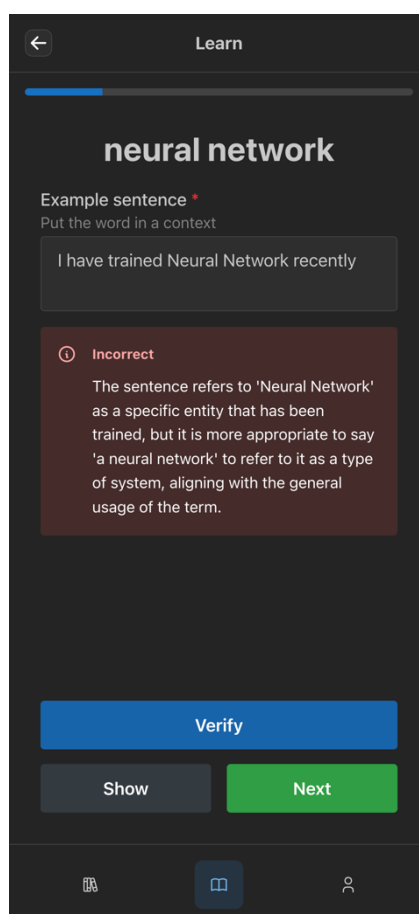 Learn
neural network
Example sentence *
Put the word in a context
I have trained Neural Network recently
Incorrect
The sentence refers to 'Neural Network'
as a specific entity that has been
trained, but it is more appropriate to say
'a neural network' to refer to it as a type
of system, aligning with the general
usage of the term.
Verify
Show
Next